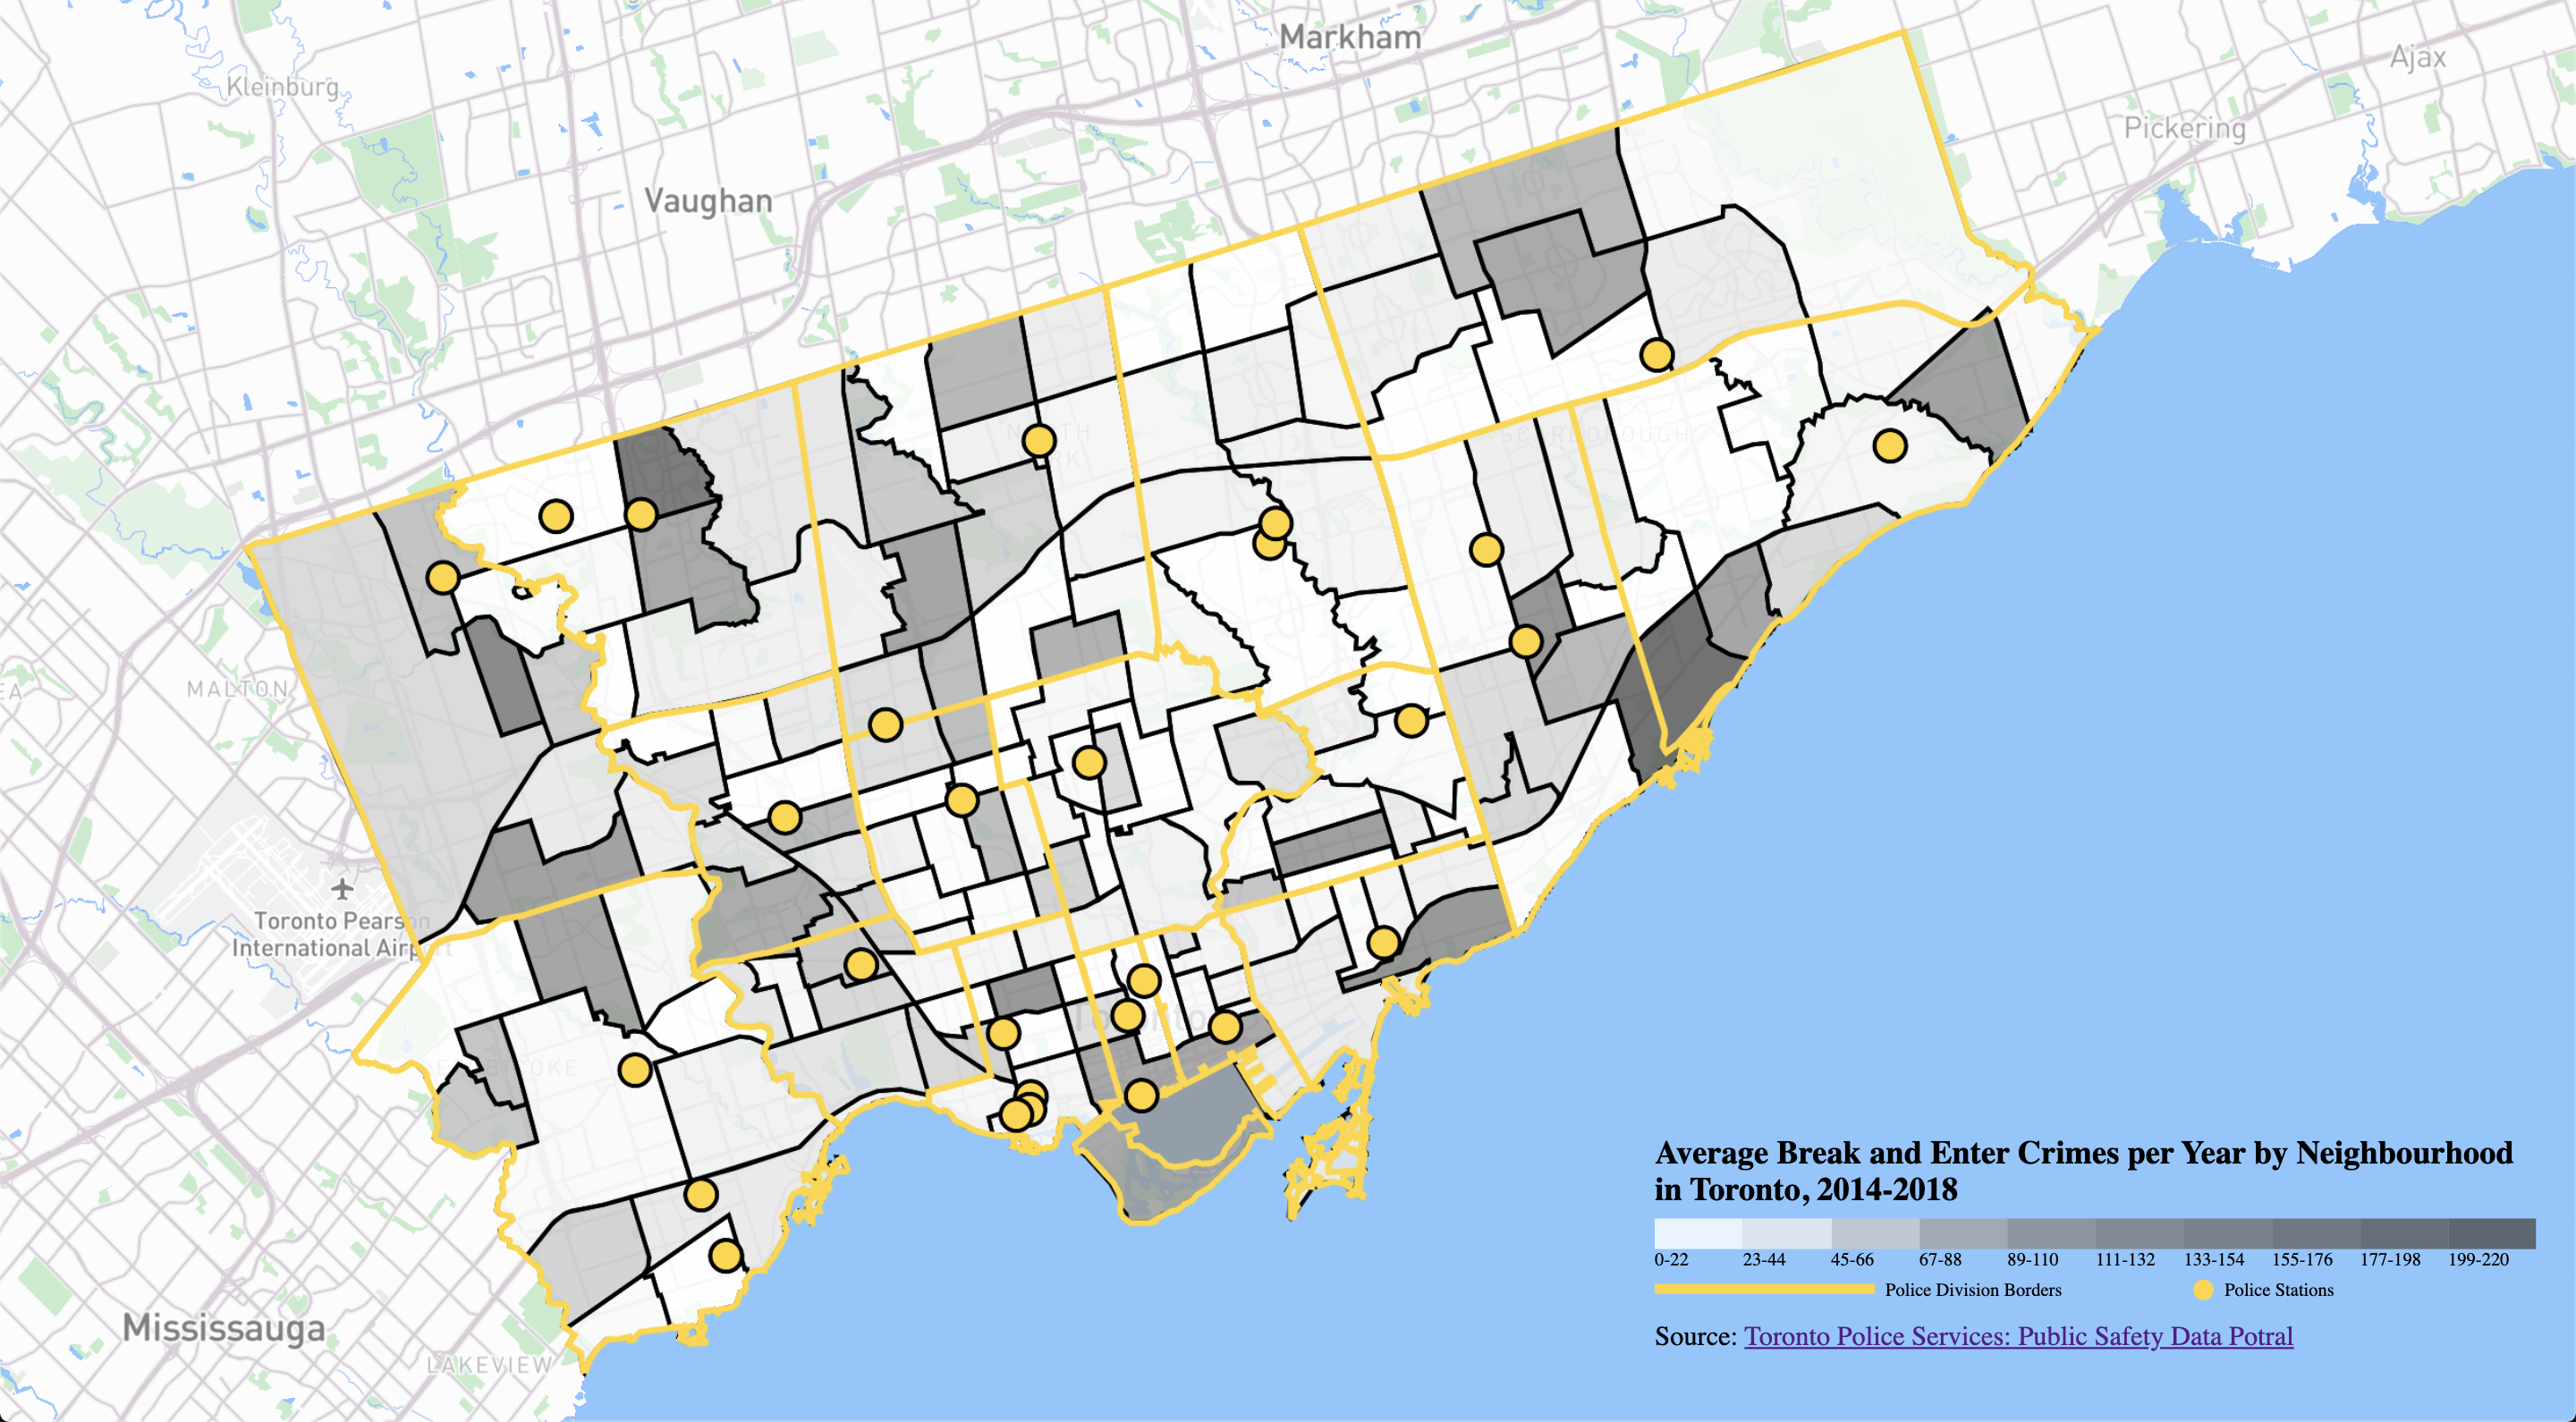 Markham
Ajax
Kleinburg
Pickering
Vaughan
SCARBOROUGH
MALTON
Toronto Pearson
International Airp
Toronto
Average Break and Enter Crimes per Year by Neighbourhood
in Toronto, 2014-2018
0-22 23-44 45-66 67-88 89-110 111-132 133-154 155-176 177-198 199-220
Police Division Borders Police Stations
Source: Toronto Police Services: Public Safety Data Potral
Mississauga
LAKEVIEW